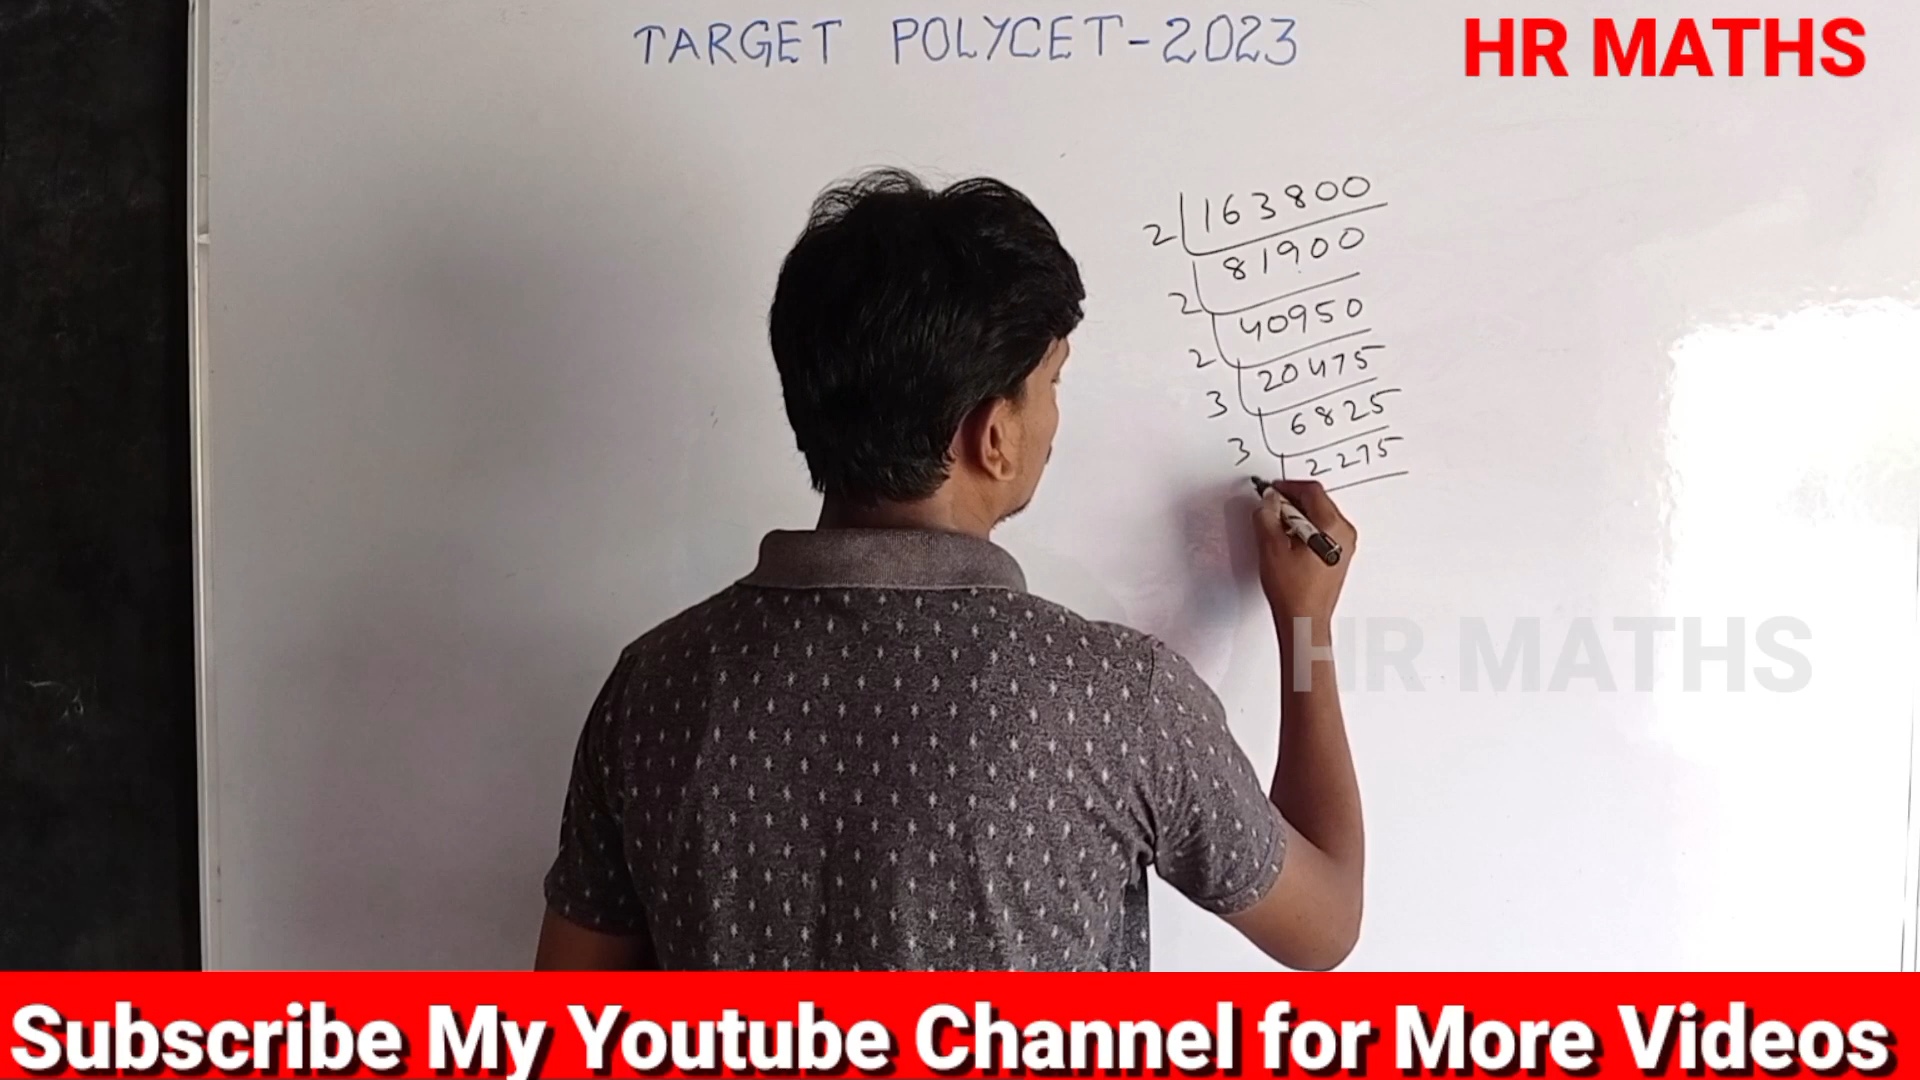 TARGET POLYCET-2023
HR MATHS
2 163800
2 81900
2 40950
3 20475
3 6825
2275
HR MATHS
Subscribe My Youtube Channel for More Videos